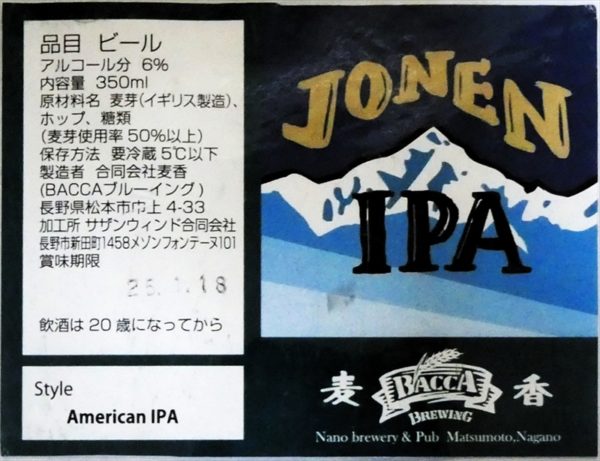 品目 ビール
アルコール分 6%
内容量 350ml
原材料名 麦芽(イギリス製造)、
ホップ、糖類
(麦芽使用率50%以上)
保存方法 要冷蔵5℃以下
製造者 合同会社麦香
(BACCAブルーイング)
長野県松本市巾上4-33
加工所 サザンウィンド合同会社
長野市新田町1458メゾンフォンテーヌ101
賞味期限
25.1.18
飲酒は20歳になってから
Style
American IPA
JONEN
IPA
麦 BACCA 香
BREWING
Nano brewery & Pub Matsumoto,Nagano